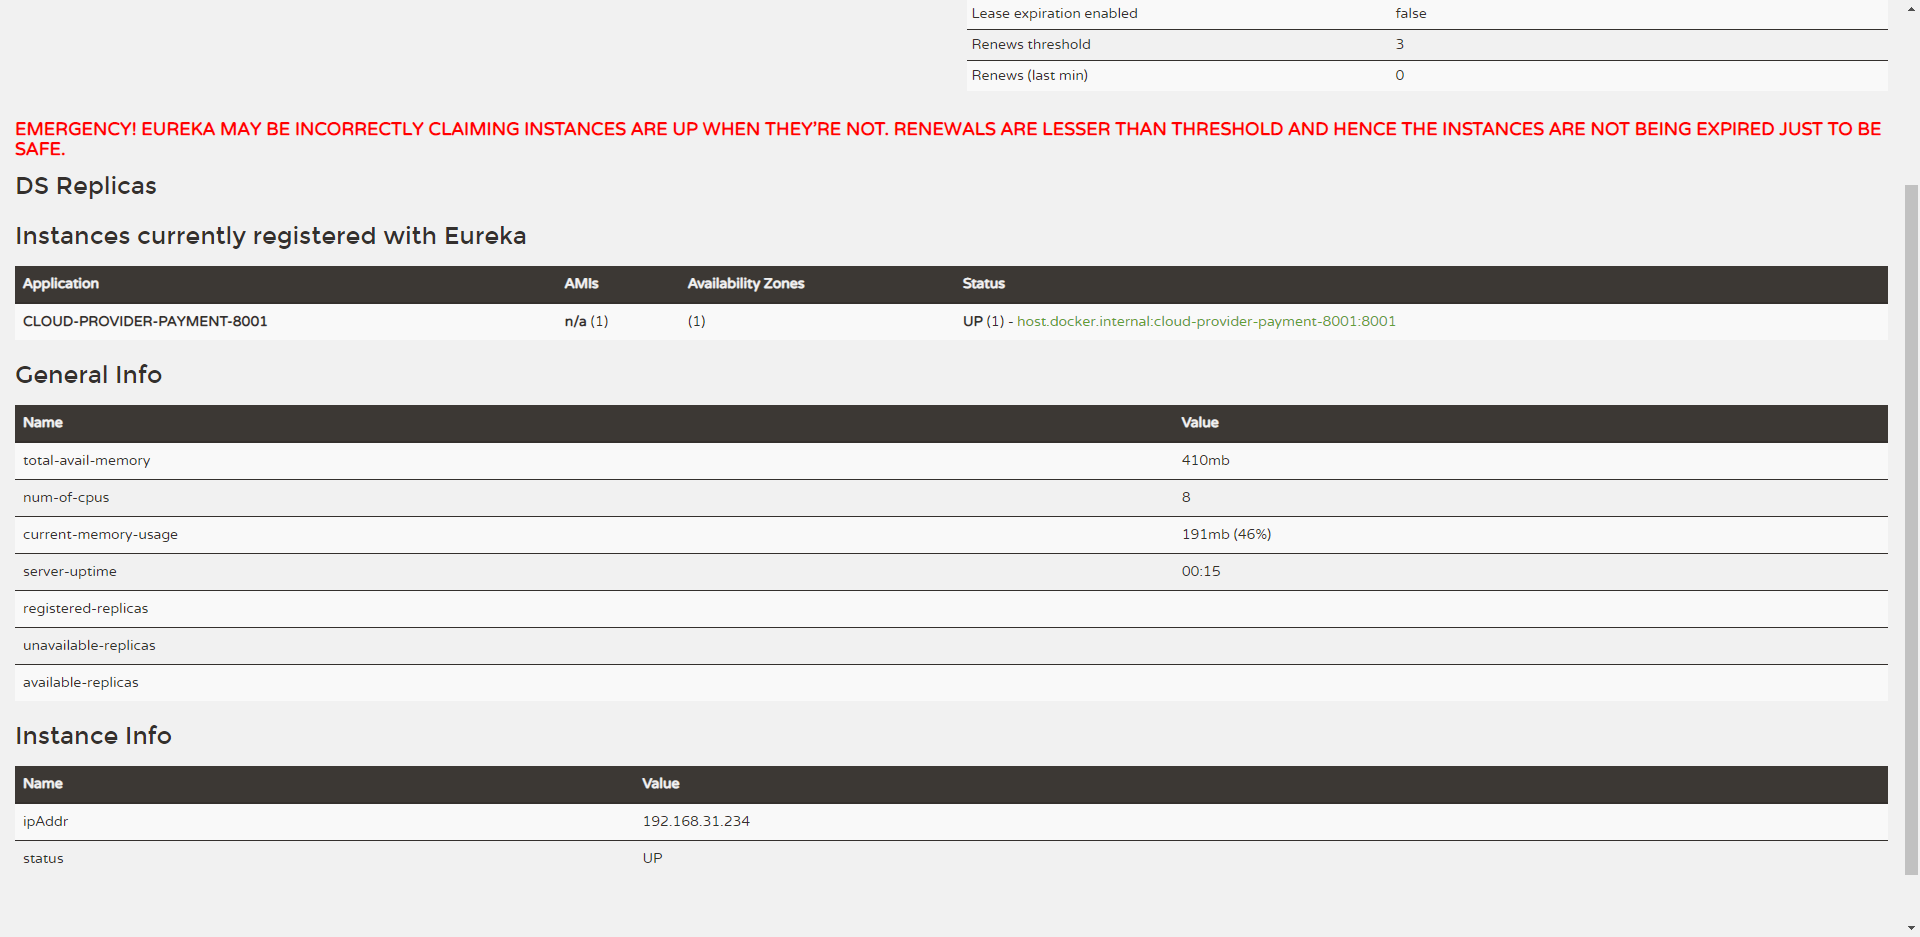 Lease expiration enabled false
Renews threshold 3
Renews (last min) 0
EMERGENCY! EUREKA MAY BE INCORRECTLY CLAIMING INSTANCES ARE UP WHEN THEY'RE NOT. RENEWALS ARE LESSER THAN THRESHOLD AND HENCE THE INSTANCES ARE NOT BEING EXPIRED JUST TO BE
SAFE.
DS Replicas
Instances currently registered with Eureka
Application AMIs Availability Zones Status
CLOUD-PROVIDER-PAYMENT-8001 n/a (1) (1) UP (1) - host.docker.internal:cloud-provider-payment-8001:8001
General Info
Name Value
total-avail-memory 410mb
num-of-cpus 8
current-memory-usage 191mb (46%)
server-uptime 00:15
registered-replicas
unavailable-replicas
available-replicas
Instance Info
Name Value
ipAddr 192.168.31.234
status UP